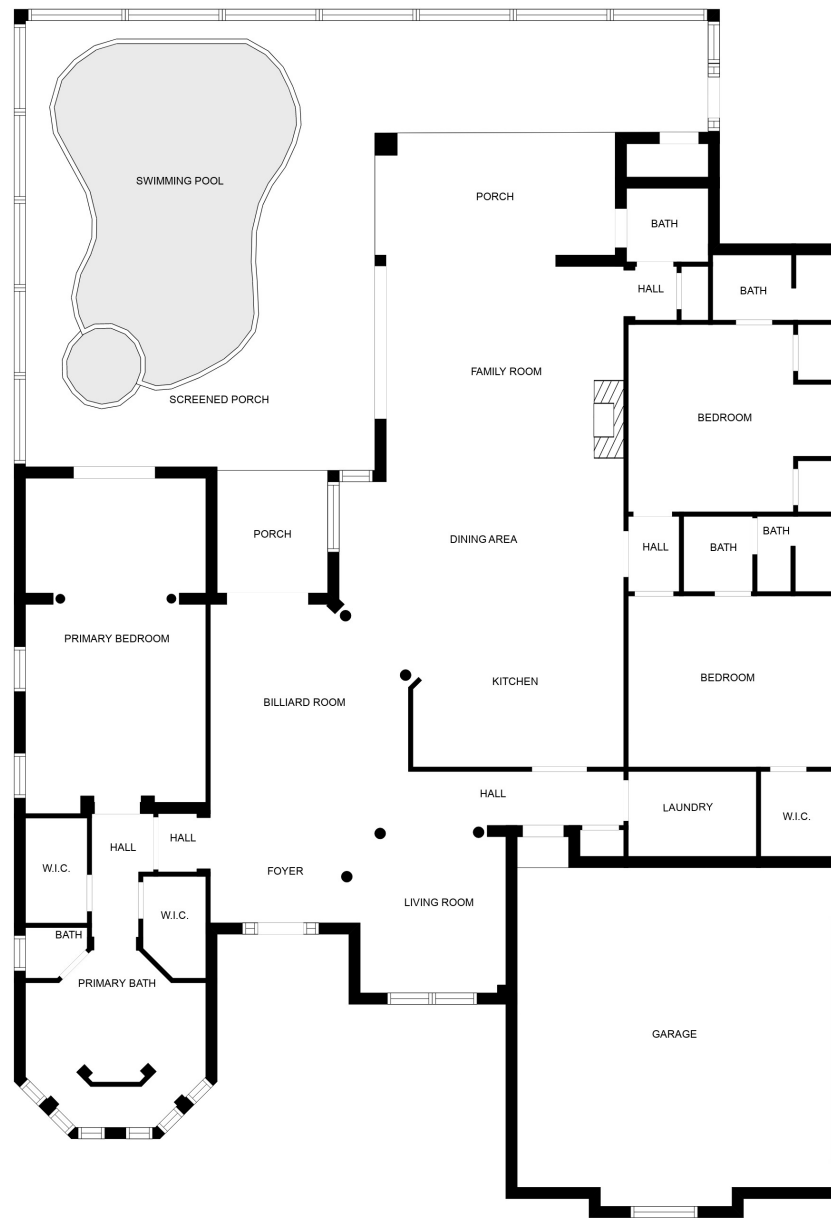 SWIMMING POOL
PORCH
BATH
HALL
BATH
FAMILY ROOM
SCREENED PORCH
BEDROOM
PORCH
DINING AREA
HALL
BATH
BATH
PRIMARY BEDROOM
BILLIARD ROOM
KITCHEN
BEDROOM
HALL
LAUNDRY
W.I.C.
HALL
HALL
W.I.C.
FOYER
LIVING ROOM
W.I.C.
BATH
PRIMARY BATH
GARAGE